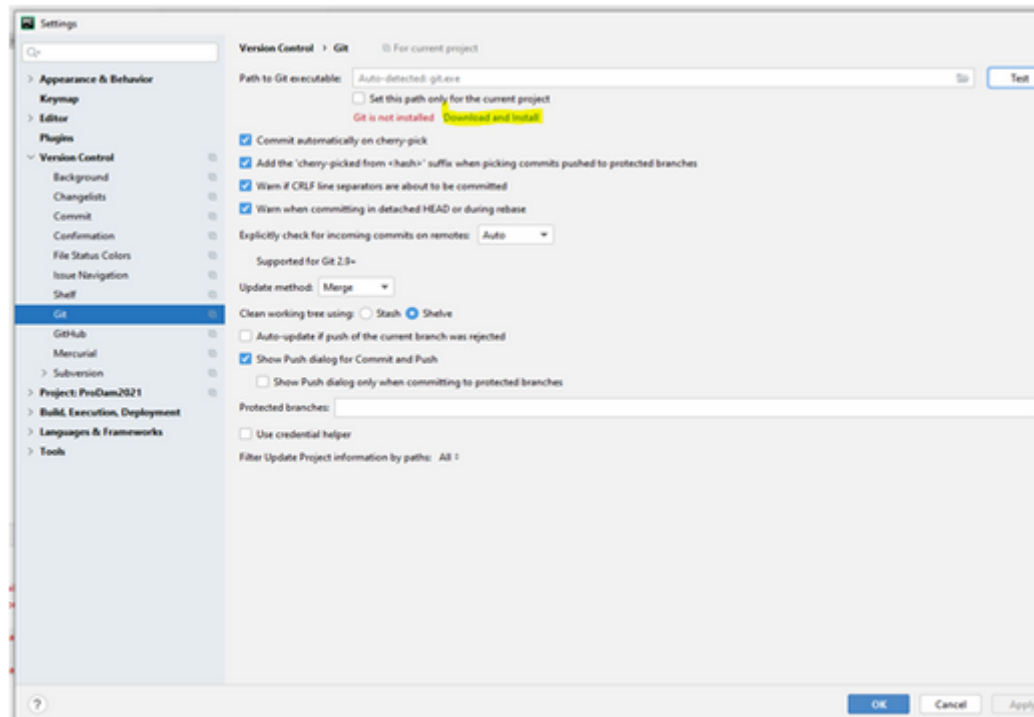 Settings
Version Control › Git For current project
Appearance & Behavior
Keymap
Editor
Plugins
Version Control
Background
Changelists
Commit
Confirmation
File Status Colors
Issue Navigation
Shelf
Git
GitHub
Mercurial
Subversion
Project: ProDam2021
Build, Execution, Deployment
Languages & Frameworks
Tools
Path to Git executable: Auto-detected: git.exe Test
Set this path only for the current project
Git is not installed Download and Install
Commit automatically on cherry-pick
Add the 'cherry-picked from <hash>' suffix when picking commits pushed to protected branches
Warn if CRLF line separators are about to be committed
Warn when committing in detached HEAD or during rebase
Explicitly check for incoming commits on remotes: Auto
Supported for Git 2.9+
Update method: Merge
Clean working tree using: Stash Shelve
Auto-update if push of the current branch was rejected
Show Push dialog for Commit and Push
Show Push dialog only when committing to protected branches
Protected branches:
Use credential helper
Filter Update Project information by paths: All
? OK Cancel Apply